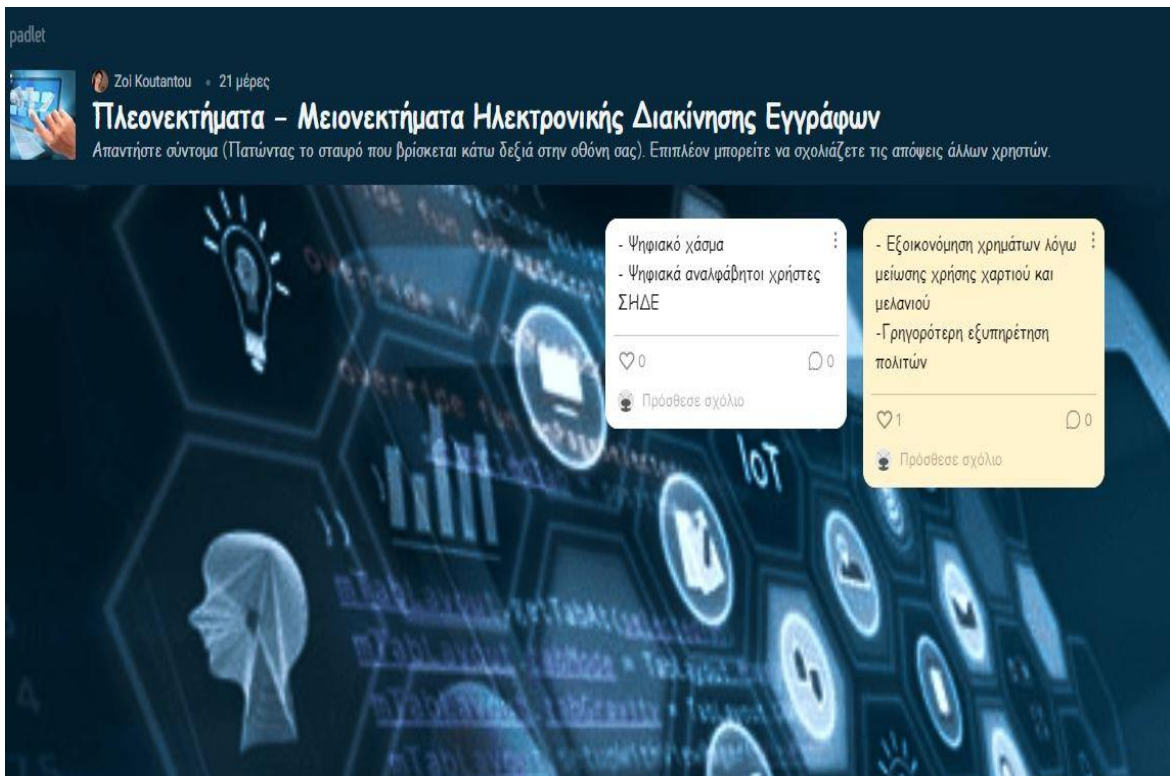 padlet
Zoi Koutantou • 21 μέρες
Πλεονεκτήματα – Μειονεκτήματα Ηλεκτρονικής Διακίνησης Εγγράφων
Απαντήστε σύντομα (Πατώντας το σταυρό που βρίσκεται κάτω δεξιά στην οθόνη σας). Επιπλέον μπορείτε να σχολιάζετε τις απόψεις άλλων χρηστών.
- Ψηφιακό χάσμα
- Ψηφιακά αναλφάβητοι χρήστες
ΣΗΔΕ
0 0
Πρόσθεσε σχόλιο
- Εξοικονόμηση χρημάτων λόγω
μείωσης χρήσης χαρτιού και
μελανιού
-Γρηγορότερη εξυπηρέτηση
πολιτών
1 0
Πρόσθεσε σχόλιο
IoT